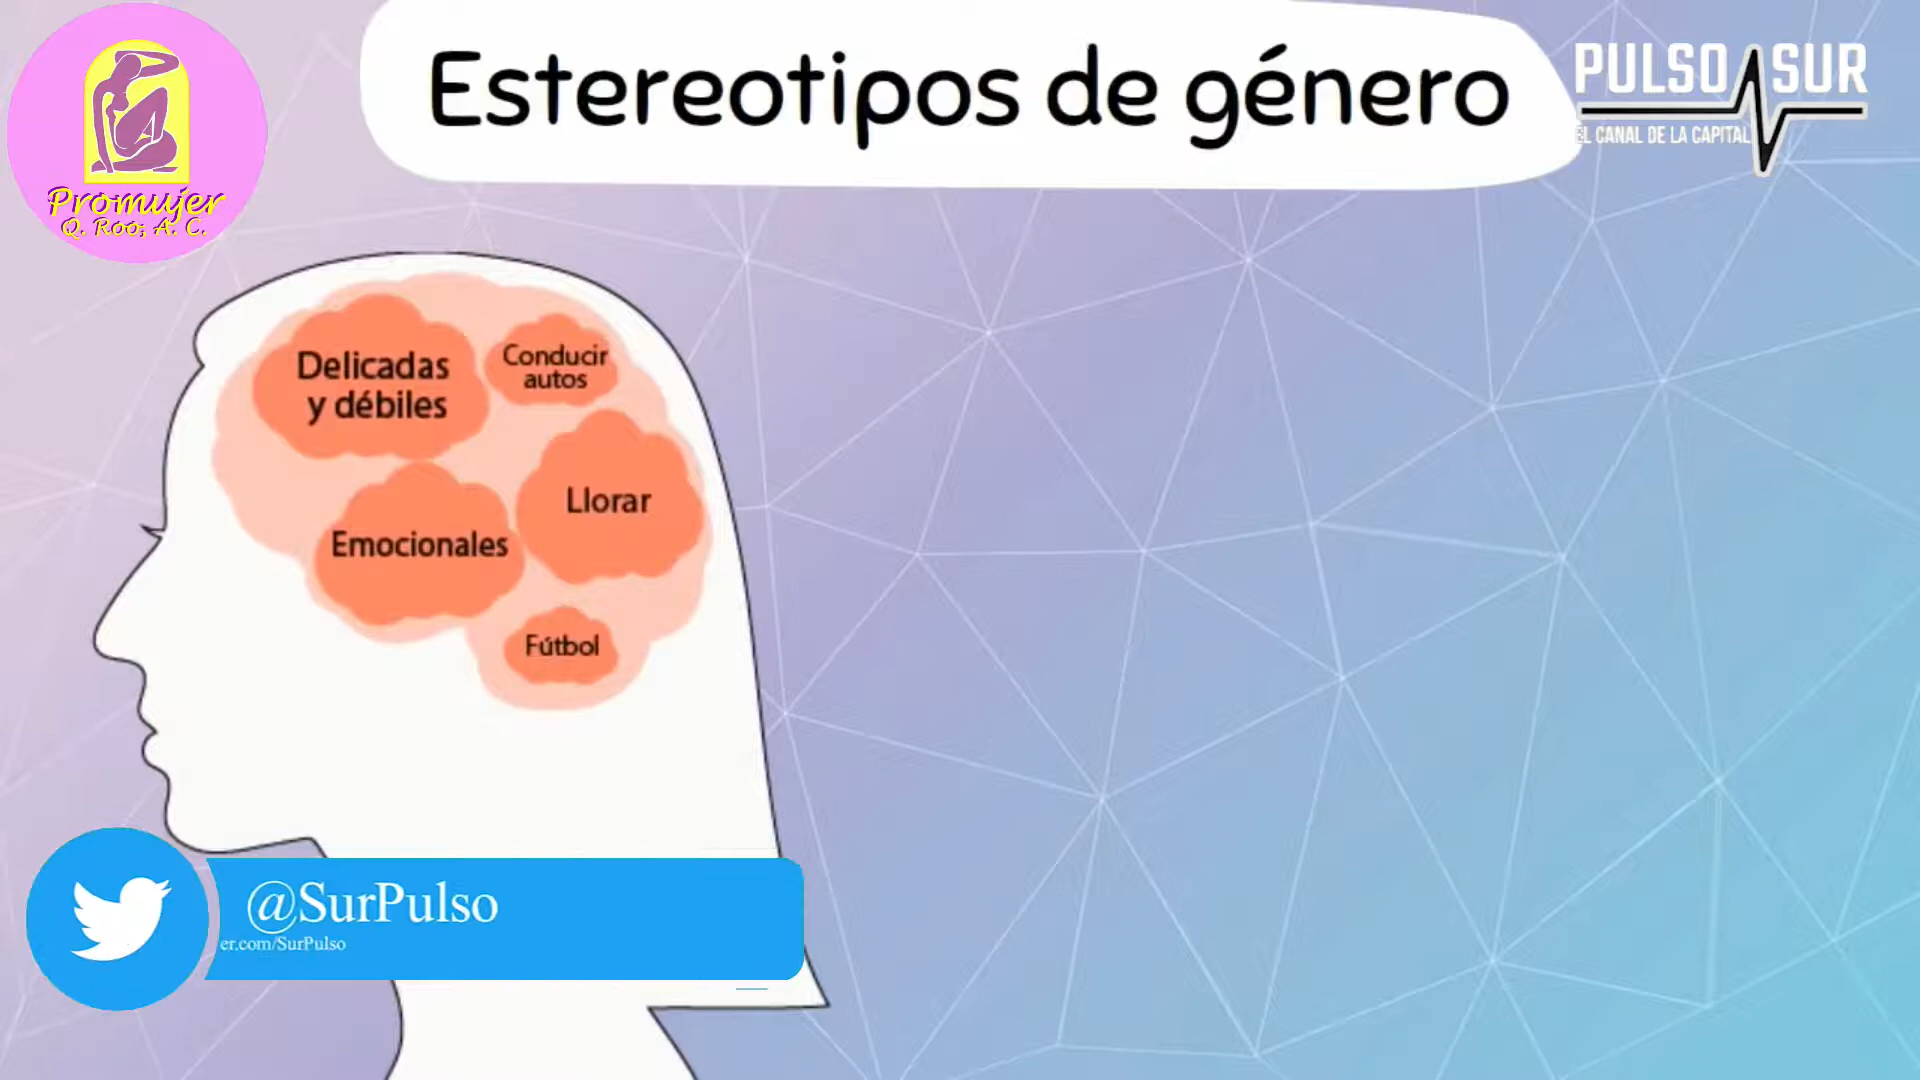 Estereotipos de género
PULSO SUR
EL CANAL DE LA CAPITAL
Promujer
Q. Roo; A. C.
Delicadas
y débiles
Conducir
autos
Llorar
Emocionales
Fútbol
@SurPulso
er.com/SurPulso